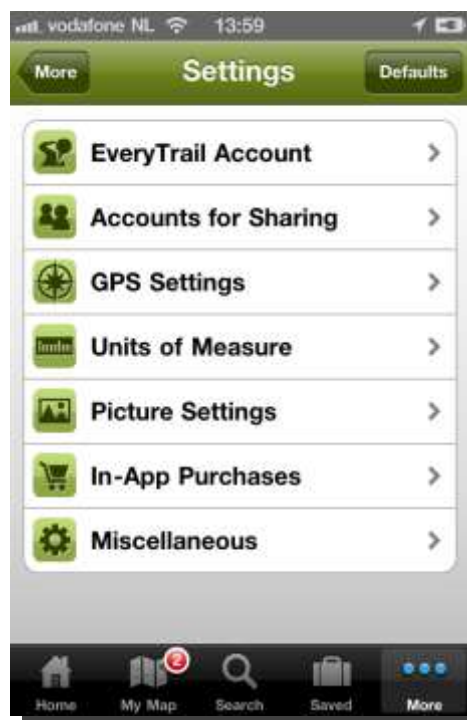 vodafone NL 13:59
More Settings Defaults
EveryTrail Account
Accounts for Sharing
GPS Settings
Units of Measure
Picture Settings
In-App Purchases
Miscellaneous
2
Home My Map Search Saved More